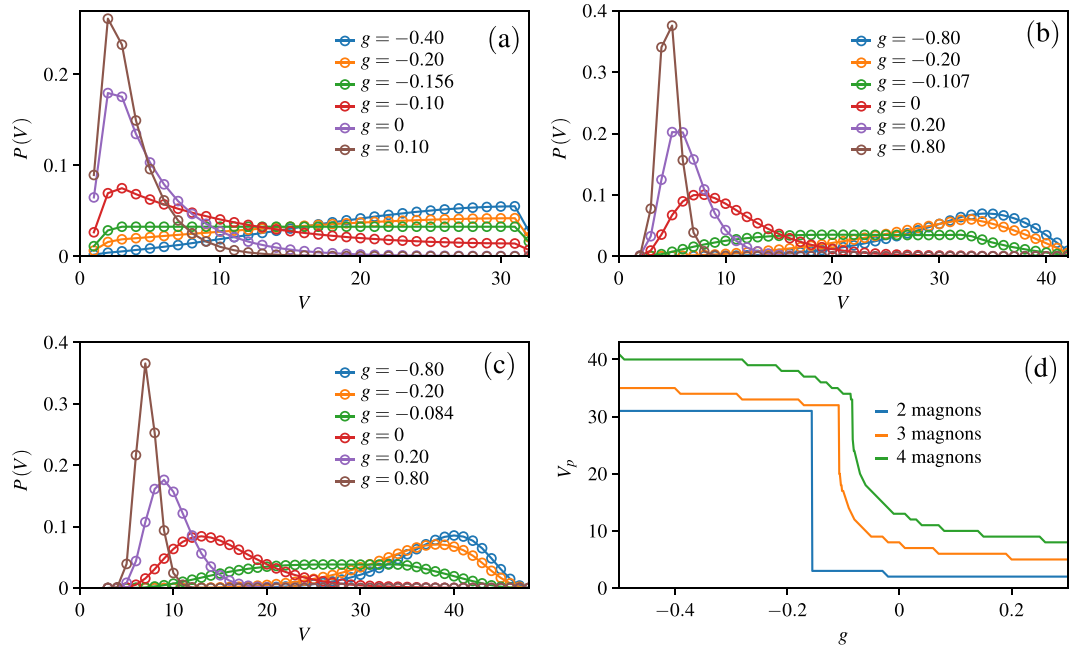 (a)
g = −0.40
g = −0.20
g = −0.156
g = −0.10
g = 0
g = 0.10
P(V)
0.2
0.1
0
0 10 20 30
V
(b)
g = −0.80
g = −0.20
g = −0.107
g = 0
g = 0.20
g = 0.80
P(V)
0.4
0.3
0.2
0.1
0
0 10 20 30 40
V
(c)
g = −0.80
g = −0.20
g = −0.084
g = 0
g = 0.20
g = 0.80
P(V)
0.4
0.3
0.2
0.1
0
0 10 20 30 40
V
(d)
2 magnons
3 magnons
4 magnons
Vp
40
30
20
10
0
−0.4 −0.2 0 0.2
g